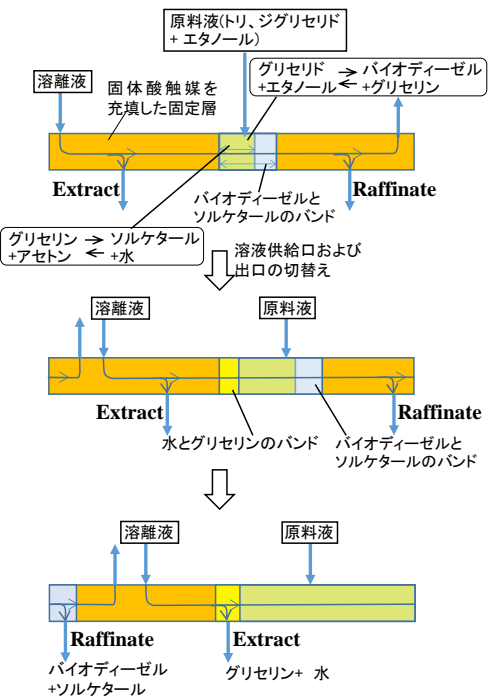 原料液(トリ、ジグリセリド
+ エタノール)
グリセリド → バイオディーゼル
+エタノール ← +グリセリン
溶離液
固体酸触媒を
充填した固定層
Extract
バイオディーゼルと
ソルケタールのバンド
Raffinate
グリセリン → ソルケタール
+アセトン ← +水
溶液供給口および
出口の切替え
溶離液
原料液
Extract
Raffinate
水とグリセリンのバンド
バイオディーゼルと
ソルケタールのバンド
溶離液
原料液
Raffinate
Extract
バイオディーゼル
+ソルケタール
グリセリン+ 水